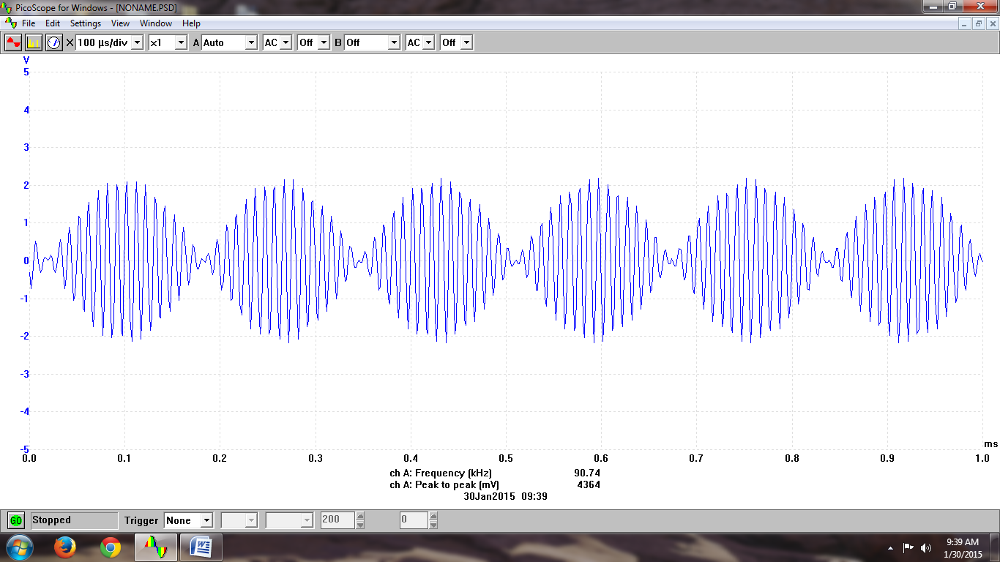 PicoScope for Windows - [NONAME.PSD]
File Edit Settings View Window Help
X 100 µs/div x1 A Auto AC Off B Off AC Off
V
5
4
3
2
1
0
-1
-2
-3
-4
-5
0.0 0.1 0.2 0.3 0.4 0.5 0.6 0.7 0.8 0.9 1.0
ms
ch A: Frequency (kHz) 90.74
ch A: Peak to peak (mV) 4364
30Jan2015 09:39
GO Stopped Trigger None 200 0
9:39 AM
1/30/2015